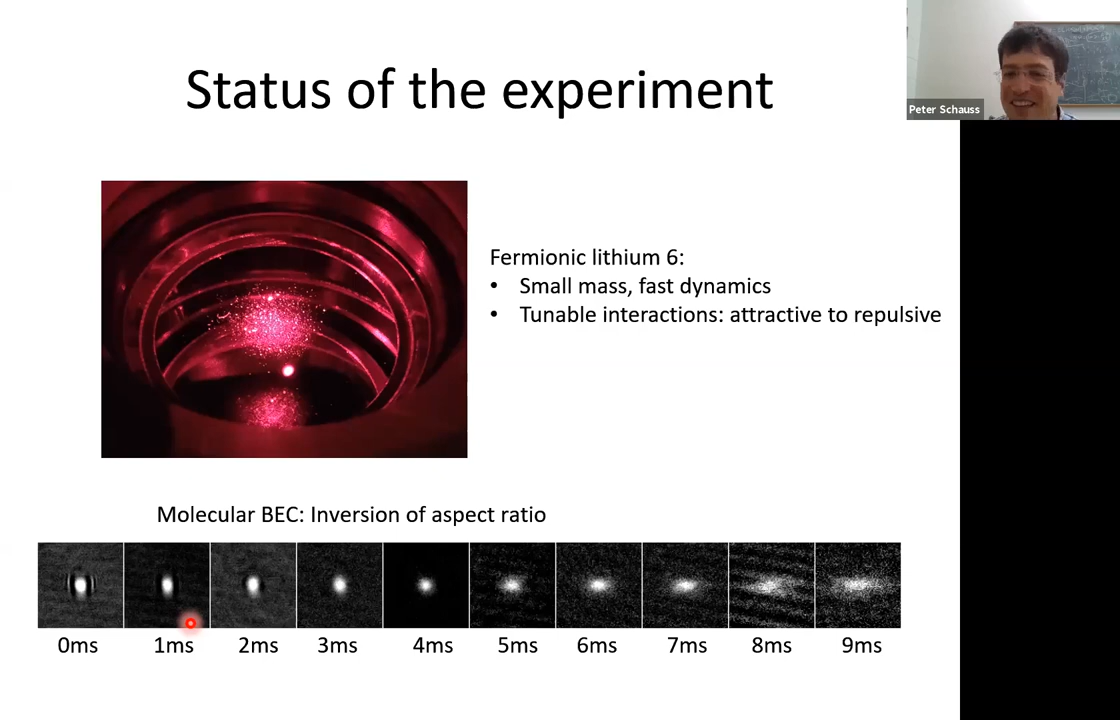 Status of the experiment
Peter Schauss
Fermionic lithium 6:
• Small mass, fast dynamics
• Tunable interactions: attractive to repulsive
Molecular BEC: Inversion of aspect ratio
0ms 1ms 2ms 3ms 4ms 5ms 6ms 7ms 8ms 9ms